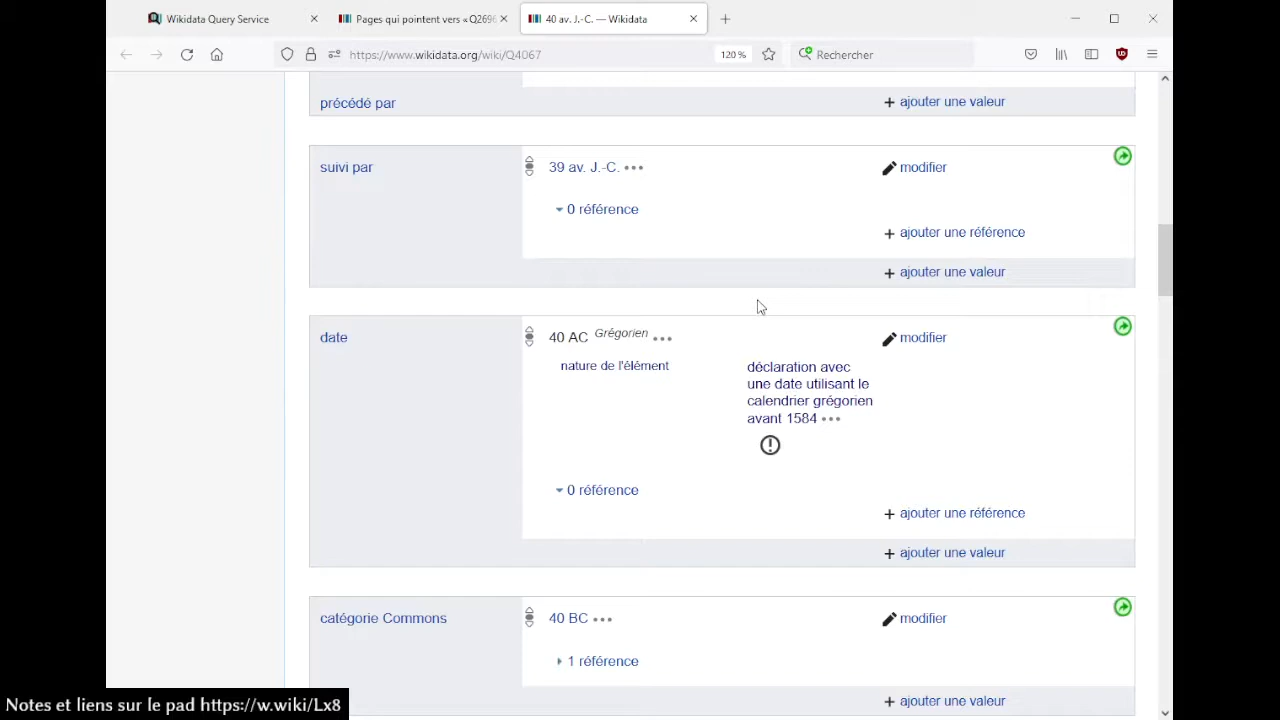 Wikidata Query Service
Pages qui pointent vers « Q2696
40 av. J.-C. — Wikidata
https://www.wikidata.org/wiki/Q4067
120 %
Rechercher
précédé par
+ ajouter une valeur
suivi par
39 av. J.-C.
modifier
0 référence
+ ajouter une référence
+ ajouter une valeur
date
40 AC Grégorien
modifier
nature de l'élément
déclaration avec
une date utilisant le
calendrier grégorien
avant 1584
0 référence
+ ajouter une référence
+ ajouter une valeur
catégorie Commons
40 BC
modifier
1 référence
+ ajouter une valeur
Notes et liens sur le pad https://w.wiki/Lx8